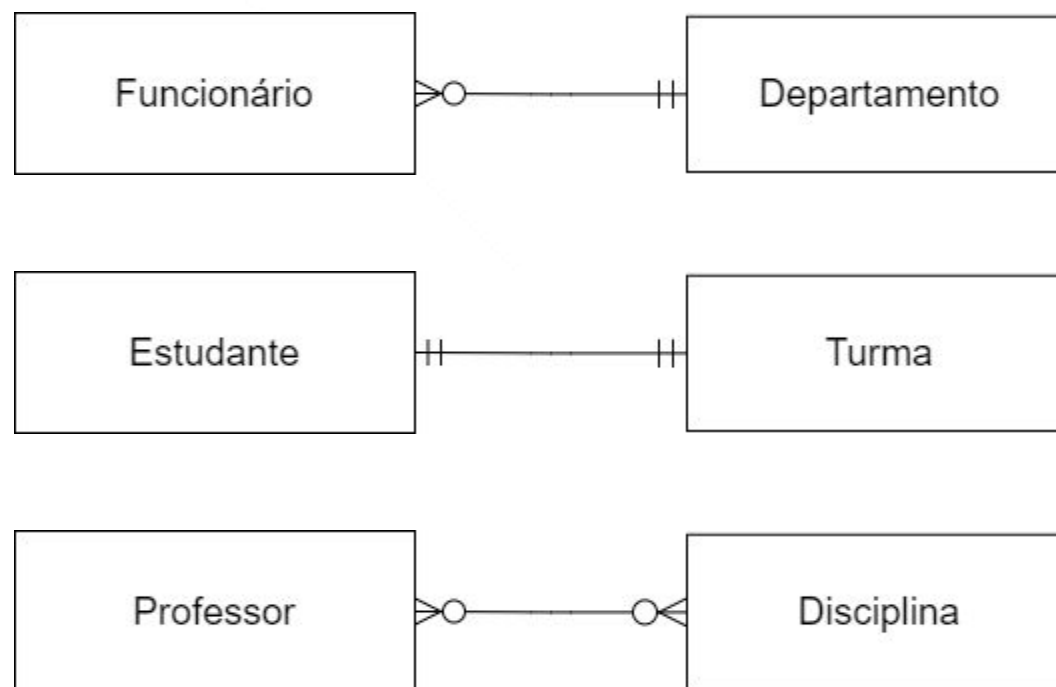 Funcionário
Departamento
Estudante
Turma
Professor
Disciplina